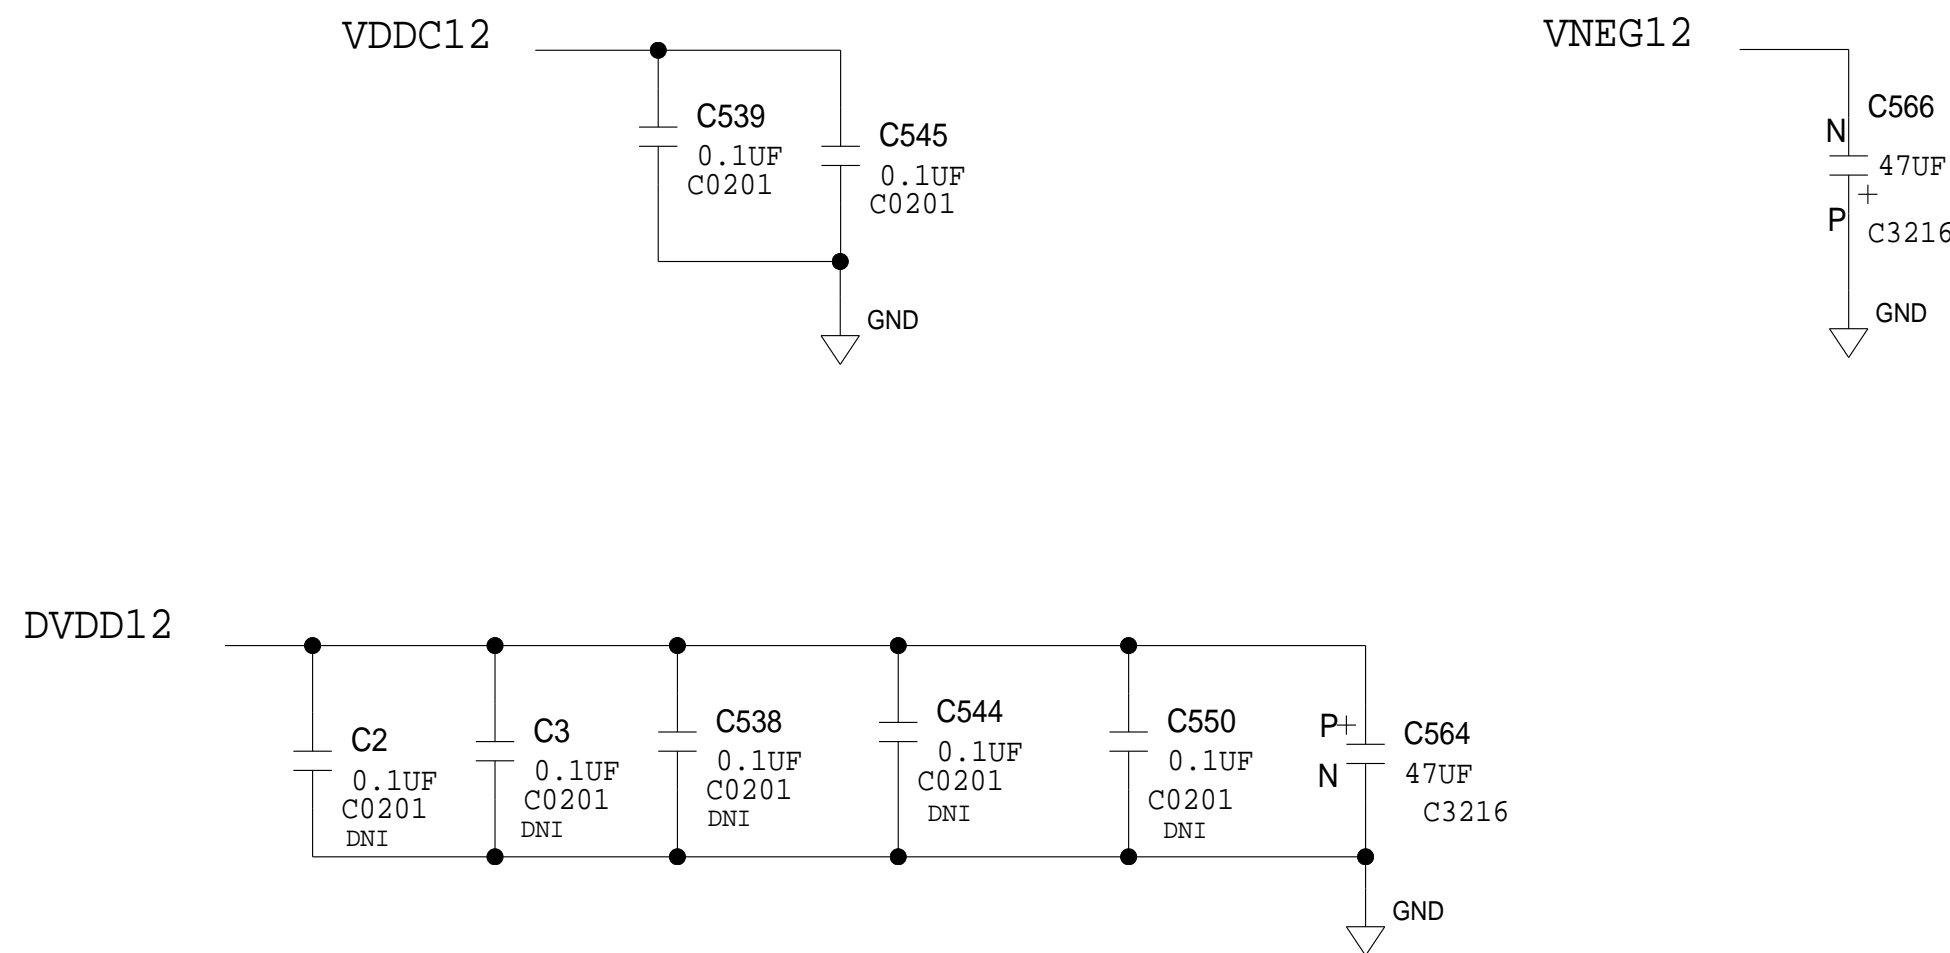 VDDC12
C539
0.1UF
C0201
C545
0.1UF
C0201
GND
VNEG12
C566
N
47UF
+
P
C3216
GND
DVDD12
C2
0.1UF
C0201
DNI
C3
0.1UF
C0201
DNI
C538
0.1UF
C0201
DNI
C544
0.1UF
C0201
DNI
C550
0.1UF
C0201
DNI
P+
N
C564
47UF
C3216
GND